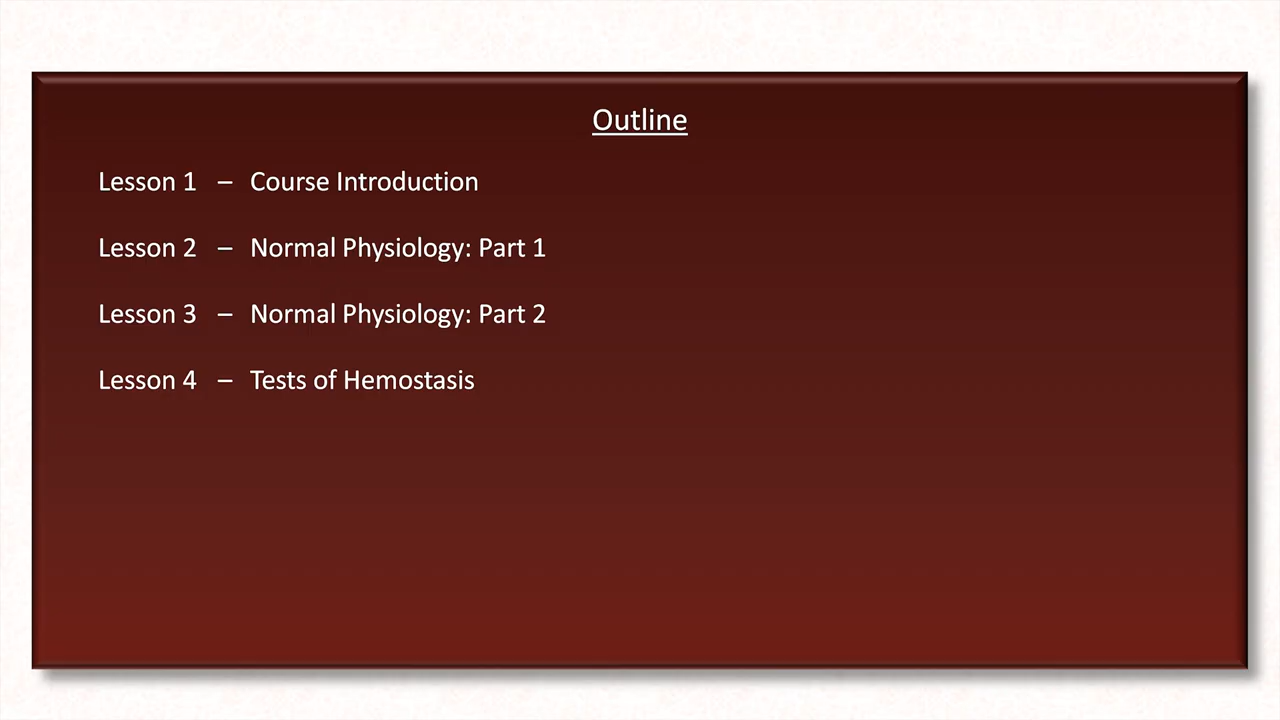 Outline
Lesson 1 – Course Introduction
Lesson 2 – Normal Physiology: Part 1
Lesson 3 – Normal Physiology: Part 2
Lesson 4 – Tests of Hemostasis